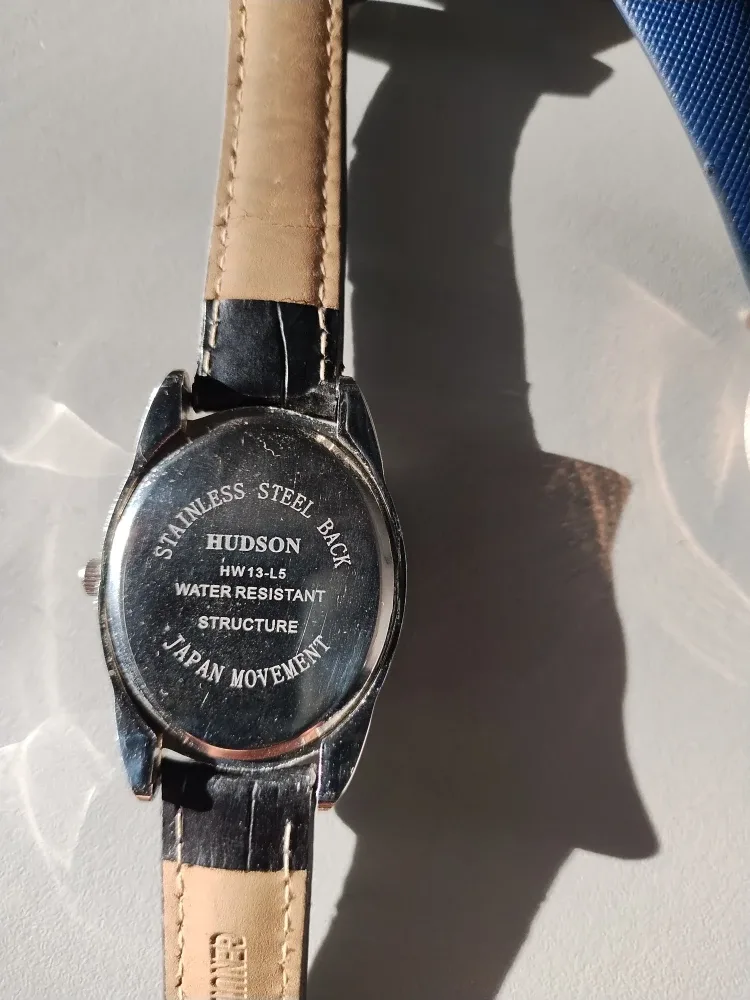 STAINLESS STEEL BACK
HUDSON
HW13-L5
WATER RESISTANT
STRUCTURE
JAPAN MOVEMENT